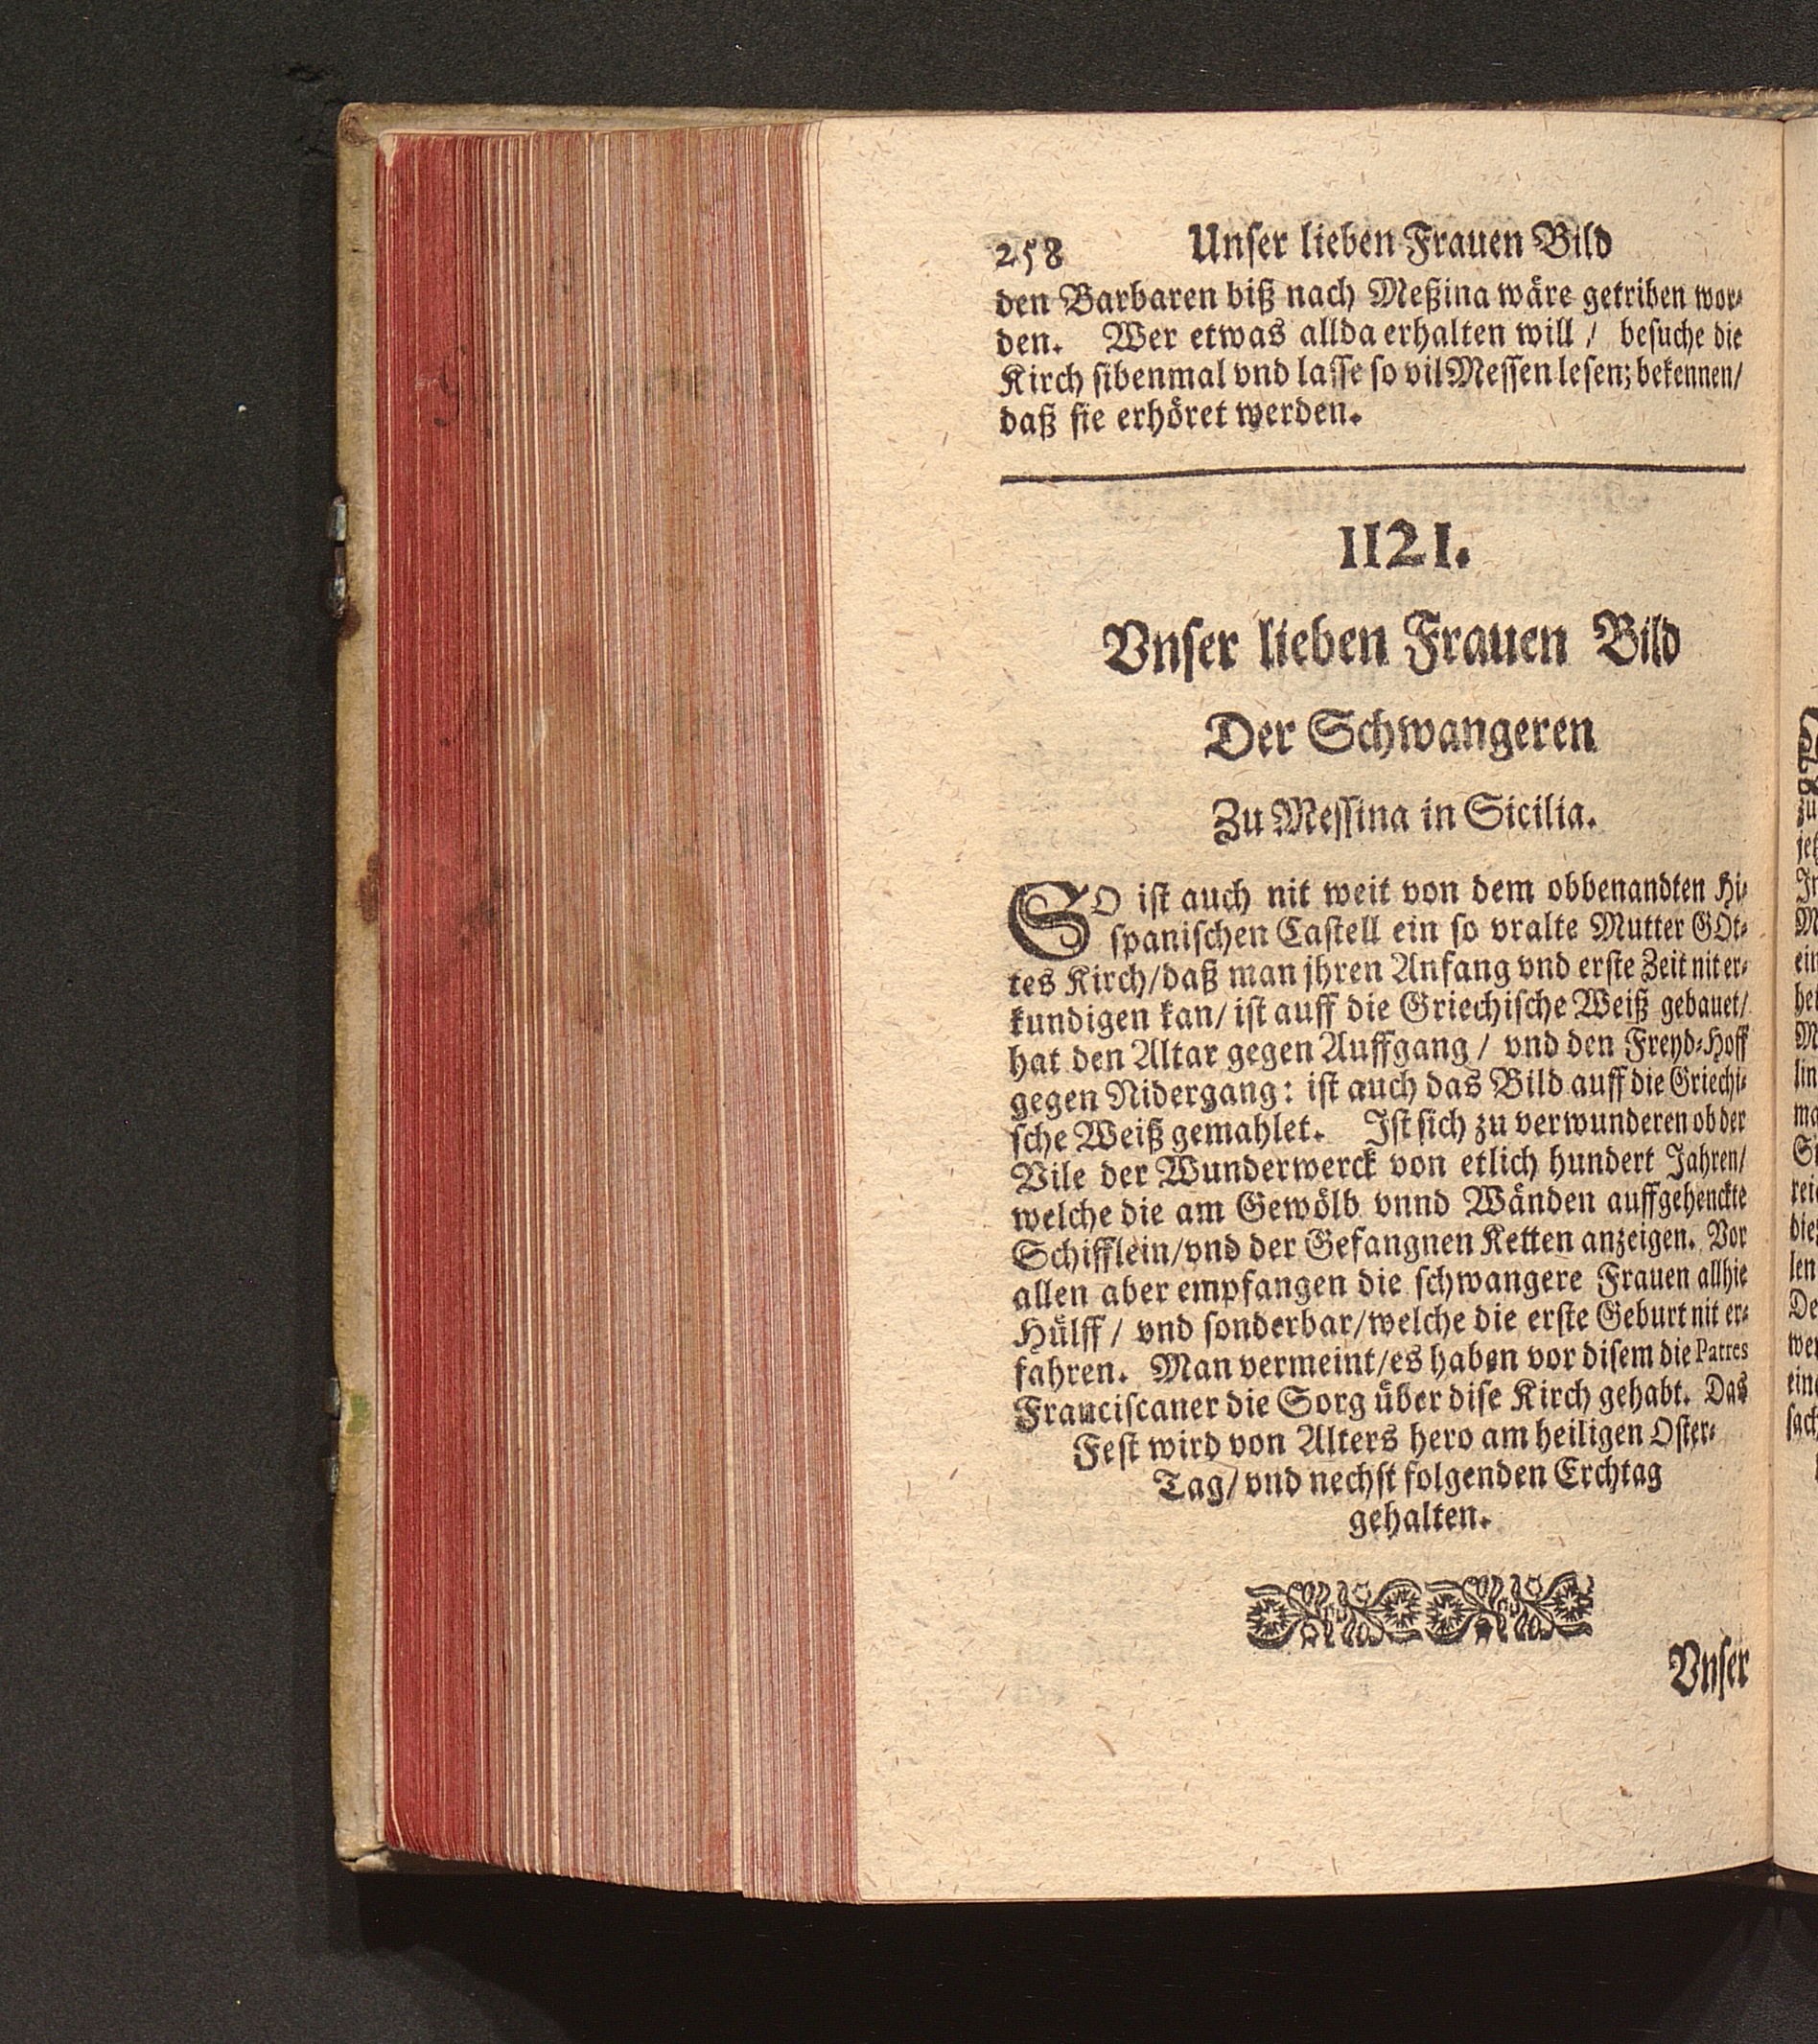 258 Unser lieben Frauen Bild
den Barbaren biß nach Meßina wäre getriben wor-
den. Wer etwas allda erhalten will / besuche die
Kirch sibenmal vnd lasse so vil Messen lesen; bekennen/
daß sie erhöret werden.
1121.
Vnser lieben Frauen Bild
Der Schwangeren
Zu Messina in Sicilia.
SO ist auch nit weit von dem obbenandten Hi-
spanischen Castell ein so vralte Mutter GOt-
tes Kirch/daß man jhren Anfang vnd erste Zeit nit er-
kundigen kan/ ist auff die Griechische Weiß gebauet/
hat den Altar gegen Auffgang / vnd den Freyd-Hoff
gegen Nidergang: ist auch das Bild auff die Griechi-
sche Weiß gemahlet. Ist sich zu verwunderen ob der
Vile der Wunderwerck von etlich hundert Jahren/
welche die am Gewölb vnnd Wänden auffgehenckte
Schifflein/vnd der Gefangnen Ketten anzeigen. Vor
allen aber empfangen die schwangere Frauen allhie
Hülff / vnd sonderbar/welche die erste Geburt nit er-
fahren. Man vermeint/es haben vor disem die Patres
Franciscaner die Sorg über dise Kirch gehabt. Das
Fest wird von Alters hero am heiligen Oster-
Tag/ vnd nechst folgenden Erchtag
gehalten.
Vnser